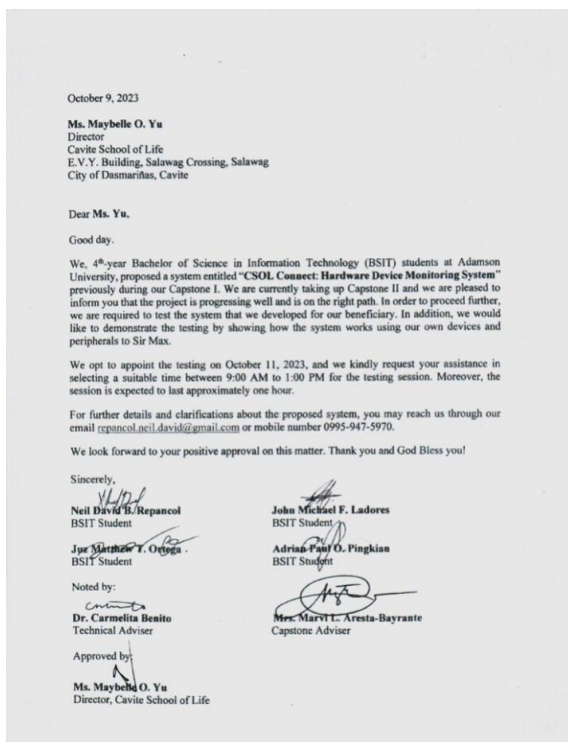 October 9, 2023
Ms. Maybelle O. Yu
Director
Cavite School of Life
E.V.Y. Building, Salawag Crossing, Salawag
City of Dasmariñas, Cavite
Dear Ms. Yu,
Good day.
We, 4th-year Bachelor of Science in Information Technology (BSIT) students at Adamson
University, proposed a system entitled “CSOL Connect: Hardware Device Monitoring System”
previously during our Capstone I. We are currently taking up Capstone II and we are pleased to
inform you that the project is progressing well and is on the right path. In order to proceed further,
we are required to test the system that we developed for our beneficiary. In addition, we would
like to demonstrate the testing by showing how the system works using our own devices and
peripherals to Sir Max.
We opt to appoint the testing on October 11, 2023, and we kindly request your assistance in
selecting a suitable time between 9:00 AM to 1:00 PM for the testing session. Moreover, the
session is expected to last approximately one hour.
For further details and clarifications about the proposed system, you may reach us through our
email repancol.neil.david@gmail.com or mobile number 0995-947-5970.
We look forward to your positive approval on this matter. Thank you and God Bless you!
Sincerely,
Neil David B. Repancol
BSIT Student
John Michael F. Ladores
BSIT Student
Matthew T. Ortega
BSIT Student
Adrian Paul O. Pingkian
BSIT Student
Noted by:
Dr. Carmelita Benito
Technical Adviser
Mrs. Marvi L. Aresta-Bayrante
Capstone Adviser
Approved by:
Ms. Maybelle O. Yu
Director, Cavite School of Life